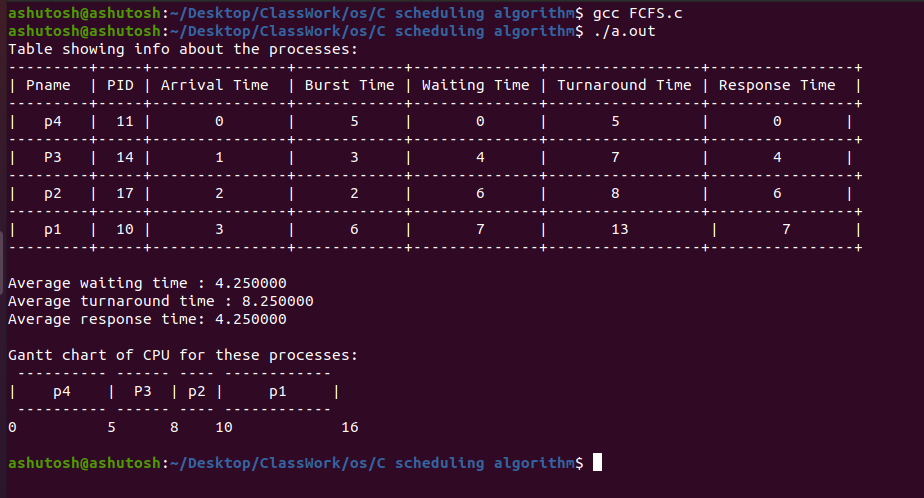 ashutosh@ashutosh:~/Desktop/ClassWork/os/C scheduling algorithm$ gcc FCFS.c
ashutosh@ashutosh:~/Desktop/ClassWork/os/C scheduling algorithm$ ./a.out
Table showing info about the processes:
---------+-----+---------------+------------+--------------+-----------------+----------------+
| Pname  | PID | Arrival Time  | Burst Time | Waiting Time | Turnaround Time | Response Time  |
---------+-----+---------------+------------+--------------+-----------------+----------------+
|   p4   |  11 |       0       |      5     |       0      |       5         |       0       |
---------+-----+---------------+------------+--------------+-----------------+----------------+
|   P3   |  14 |       1       |      3     |       4      |       7         |       4       |
---------+-----+---------------+------------+--------------+-----------------+----------------+
|   p2   |  17 |       2       |      2     |       6      |       8         |       6       |
---------+-----+---------------+------------+--------------+-----------------+----------------+
|   p1   |  10 |       3       |      6     |       7      |       13         |       7       |
---------+-----+---------------+------------+--------------+-----------------+----------------+
Average waiting time : 4.250000
Average turnaround time : 8.250000
Average response time: 4.250000
Gantt chart of CPU for these processes:
 ---------- ------ ---- ------------
|    p4    |  P3  | p2 |     p1     |
 ---------- ------ ---- ------------
0          5      8    10            16
ashutosh@ashutosh:~/Desktop/ClassWork/os/C scheduling algorithm$